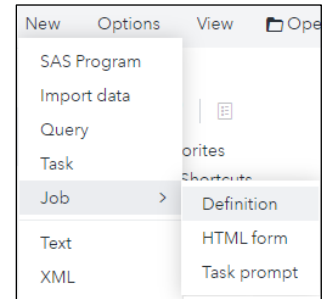 New Options View Ope
SAS Program
Import data
Query
orites
Task
Shortcuts
Job >
Definition
HTML form
Text
Task prompt
XML